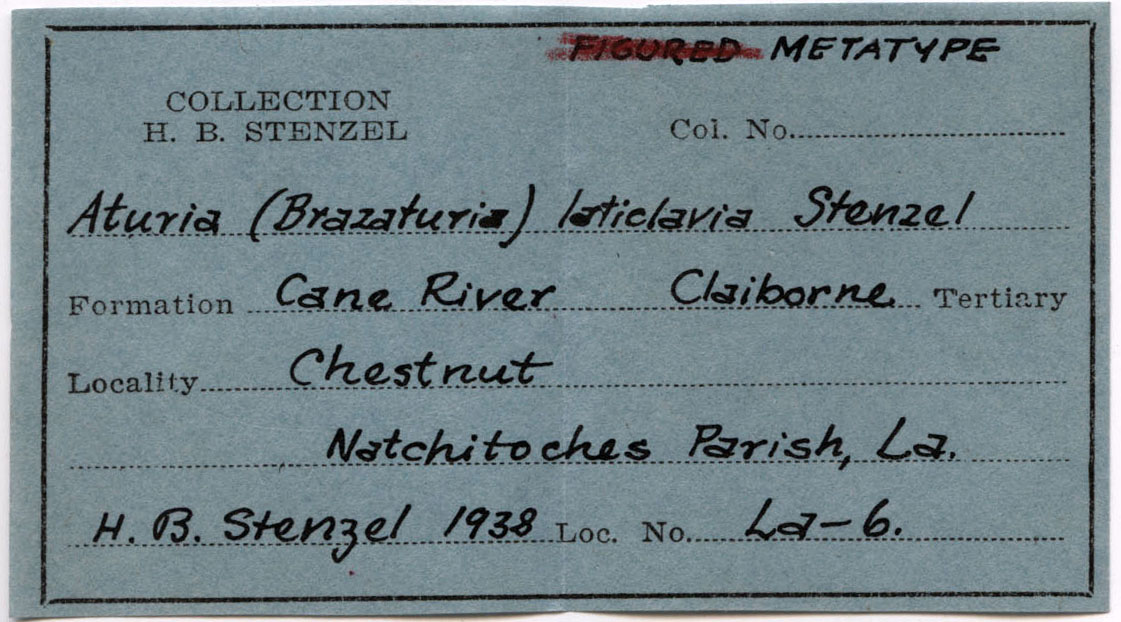 FIGURED METATYPE
COLLECTION
H. B. STENZEL
Col. No.
Aturia (Brazaturia) laticlavia Stenzel
Formation Cane River Claiborne Tertiary
Locality Chestnut
Natchitoches Parish, La.
H. B. Stenzel 1938 Loc. No. La-6.